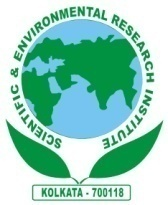 SCIENTIFIC & ENVIRONMENTAL RESEARCH INSTITUTE
KOLKATA - 700118